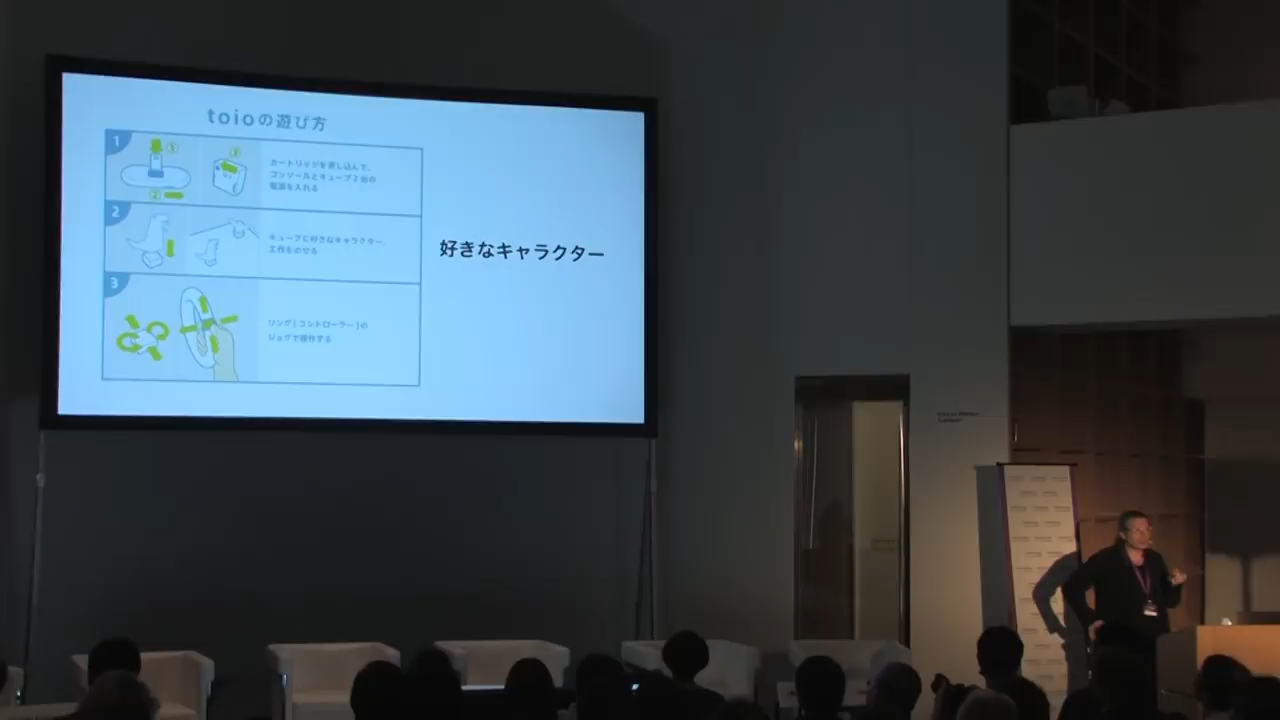 toioの遊び方
1
① ③
カートリッジを差し込んで、
コンソールとキューブ2個の
電源を入れる
②
2
キューブに好きなキャラクター、
工作をのせる
3
リング[コントローラー]の
ジョグで操作する
好きなキャラクター